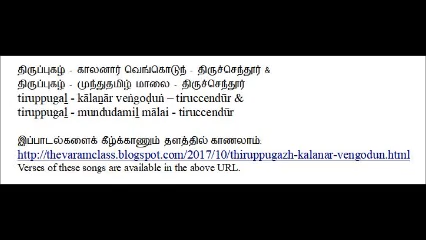 திருப்புகழ் - காலனார் வெங்கொடுந் - திருச்செந்தூர் &
திருப்புகழ் - முந்துதமிழ் மாலை - திருச்செந்தூர்
tiruppugaḻ - kālaṉār veṅgoḍuṉ – tiruccendūr &
tiruppugaḻ - mundudamiḻ mālai - tiruccendūr
இப்பாடல்களைக் கீழ்க்காணும் தளத்தில் காணலாம்.
http://thevaramclass.blogspot.com/2017/10/thiruppugazh-kalanar-vengodun.html
Verses of these songs are available in the above URL.